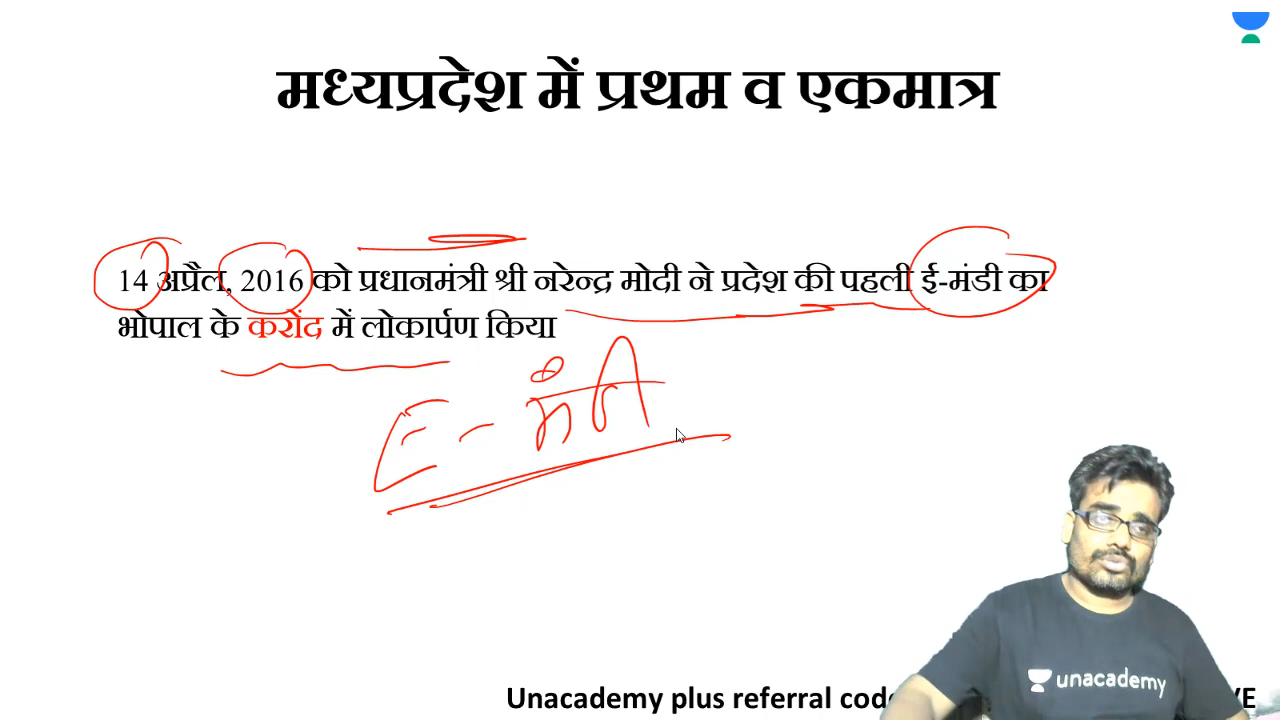 मध्यप्रदेश में प्रथम व एकमात्र
14 अप्रैल, 2016 को प्रधानमंत्री श्री नरेन्द्र मोदी ने प्रदेश की पहली ई-मंडी का
भोपाल के करोंद में लोकार्पण किया
E-
unacademy
Unacademy plus referral